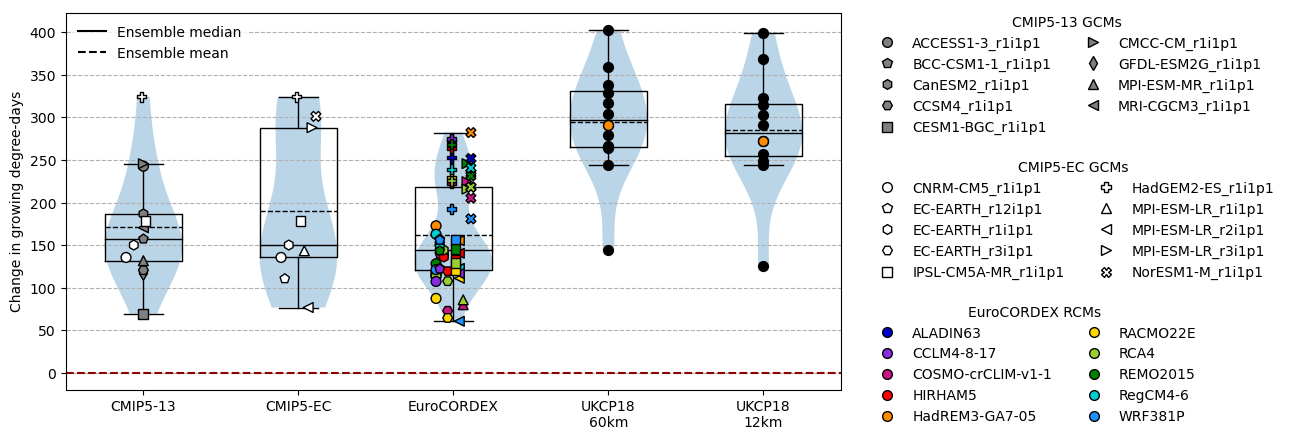 Change in growing degree-days
400
350
300
250
200
150
100
50
0
Ensemble median
Ensemble mean
CMIP5-13
CMIP5-EC
EuroCORDEX
UKCP18
60km
UKCP18
12km
CMIP5-13 GCMs
ACCESS1-3_r1i1p1
BCC-CSM1-1_r1i1p1
CanESM2_r1i1p1
CCSM4_r1i1p1
CESM1-BGC_r1i1p1
CMCC-CM_r1i1p1
GFDL-ESM2G_r1i1p1
MPI-ESM-MR_r1i1p1
MRI-CGCM3_r1i1p1
CMIP5-EC GCMs
CNRM-CM5_r1i1p1
EC-EARTH_r12i1p1
EC-EARTH_r1i1p1
EC-EARTH_r3i1p1
IPSL-CM5A-MR_r1i1p1
HadGEM2-ES_r1i1p1
MPI-ESM-LR_r1i1p1
MPI-ESM-LR_r2i1p1
MPI-ESM-LR_r3i1p1
NorESM1-M_r1i1p1
EuroCORDEX RCMs
ALADIN63
CCLM4-8-17
COSMO-crCLIM-v1-1
HIRHAM5
HadREM3-GA7-05
RACMO22E
RCA4
REMO2015
RegCM4-6
WRF381P